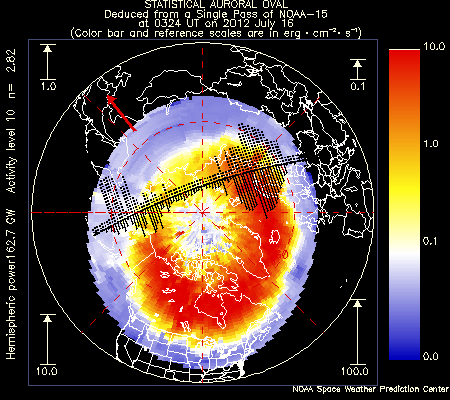 STATISTICAL AURORAL OVAL
Deduced from a Single Pass of NOAA-15
at 0324 UT on 2012 July 16
(Color bar and reference scales are in erg · cm⁻² · s⁻¹)
1.0
0.1
10.0
1.0
0.1
0.0
Hemispheric power162.7 GW Activity level 10 n= 2.82
10.0
100.0
NOAA Space Weather Prediction Center